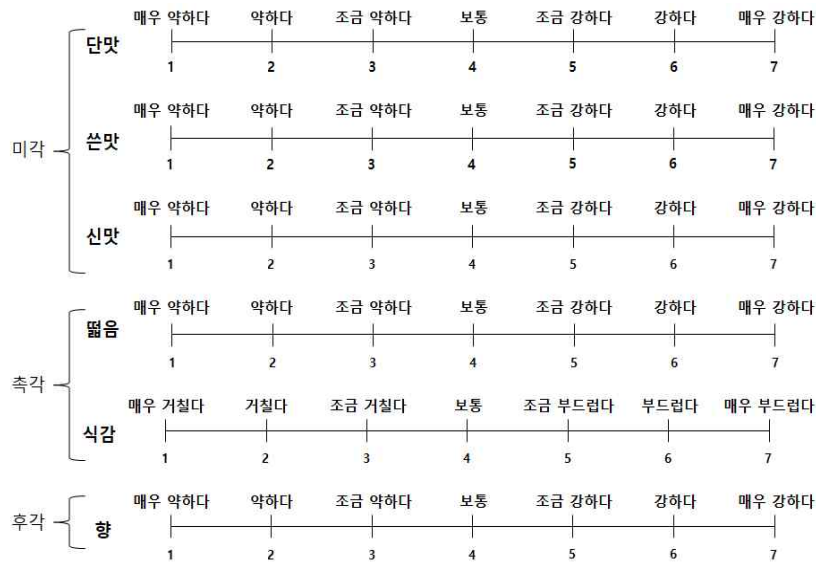 매우 약하다 약하다 조금 약하다 보통 조금 강하다 강하다 매우 강하다
단맛
1 2 3 4 5 6 7
매우 약하다 약하다 조금 약하다 보통 조금 강하다 강하다 매우 강하다
미각 쓴맛
1 2 3 4 5 6 7
매우 약하다 약하다 조금 약하다 보통 조금 강하다 강하다 매우 강하다
신맛
1 2 3 4 5 6 7
매우 약하다 약하다 조금 약하다 보통 조금 강하다 강하다 매우 강하다
떫음
1 2 3 4 5 6 7
촉각
매우 거칠다 거칠다 조금 거칠다 보통 조금 부드럽다 부드럽다 매우 부드럽다
식감
1 2 3 4 5 6 7
매우 약하다 약하다 조금 약하다 보통 조금 강하다 강하다 매우 강하다
후각 향
1 2 3 4 5 6 7